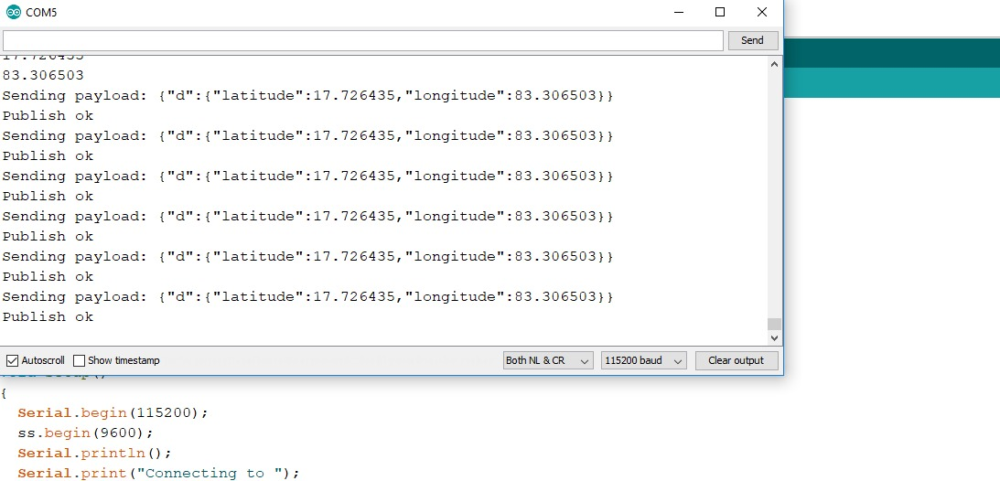 COM5
Send
17.726435
83.306503
Sending payload: {"d":{"latitude":17.726435,"longitude":83.306503}}
Publish ok
Sending payload: {"d":{"latitude":17.726435,"longitude":83.306503}}
Publish ok
Sending payload: {"d":{"latitude":17.726435,"longitude":83.306503}}
Publish ok
Sending payload: {"d":{"latitude":17.726435,"longitude":83.306503}}
Publish ok
Sending payload: {"d":{"latitude":17.726435,"longitude":83.306503}}
Publish ok
Sending payload: {"d":{"latitude":17.726435,"longitude":83.306503}}
Publish ok
Autoscroll Show timestamp Both NL & CR 115200 baud Clear output
void setup()
{
Serial.begin(115200);
ss.begin(9600);
Serial.println();
Serial.print("Connecting to ");